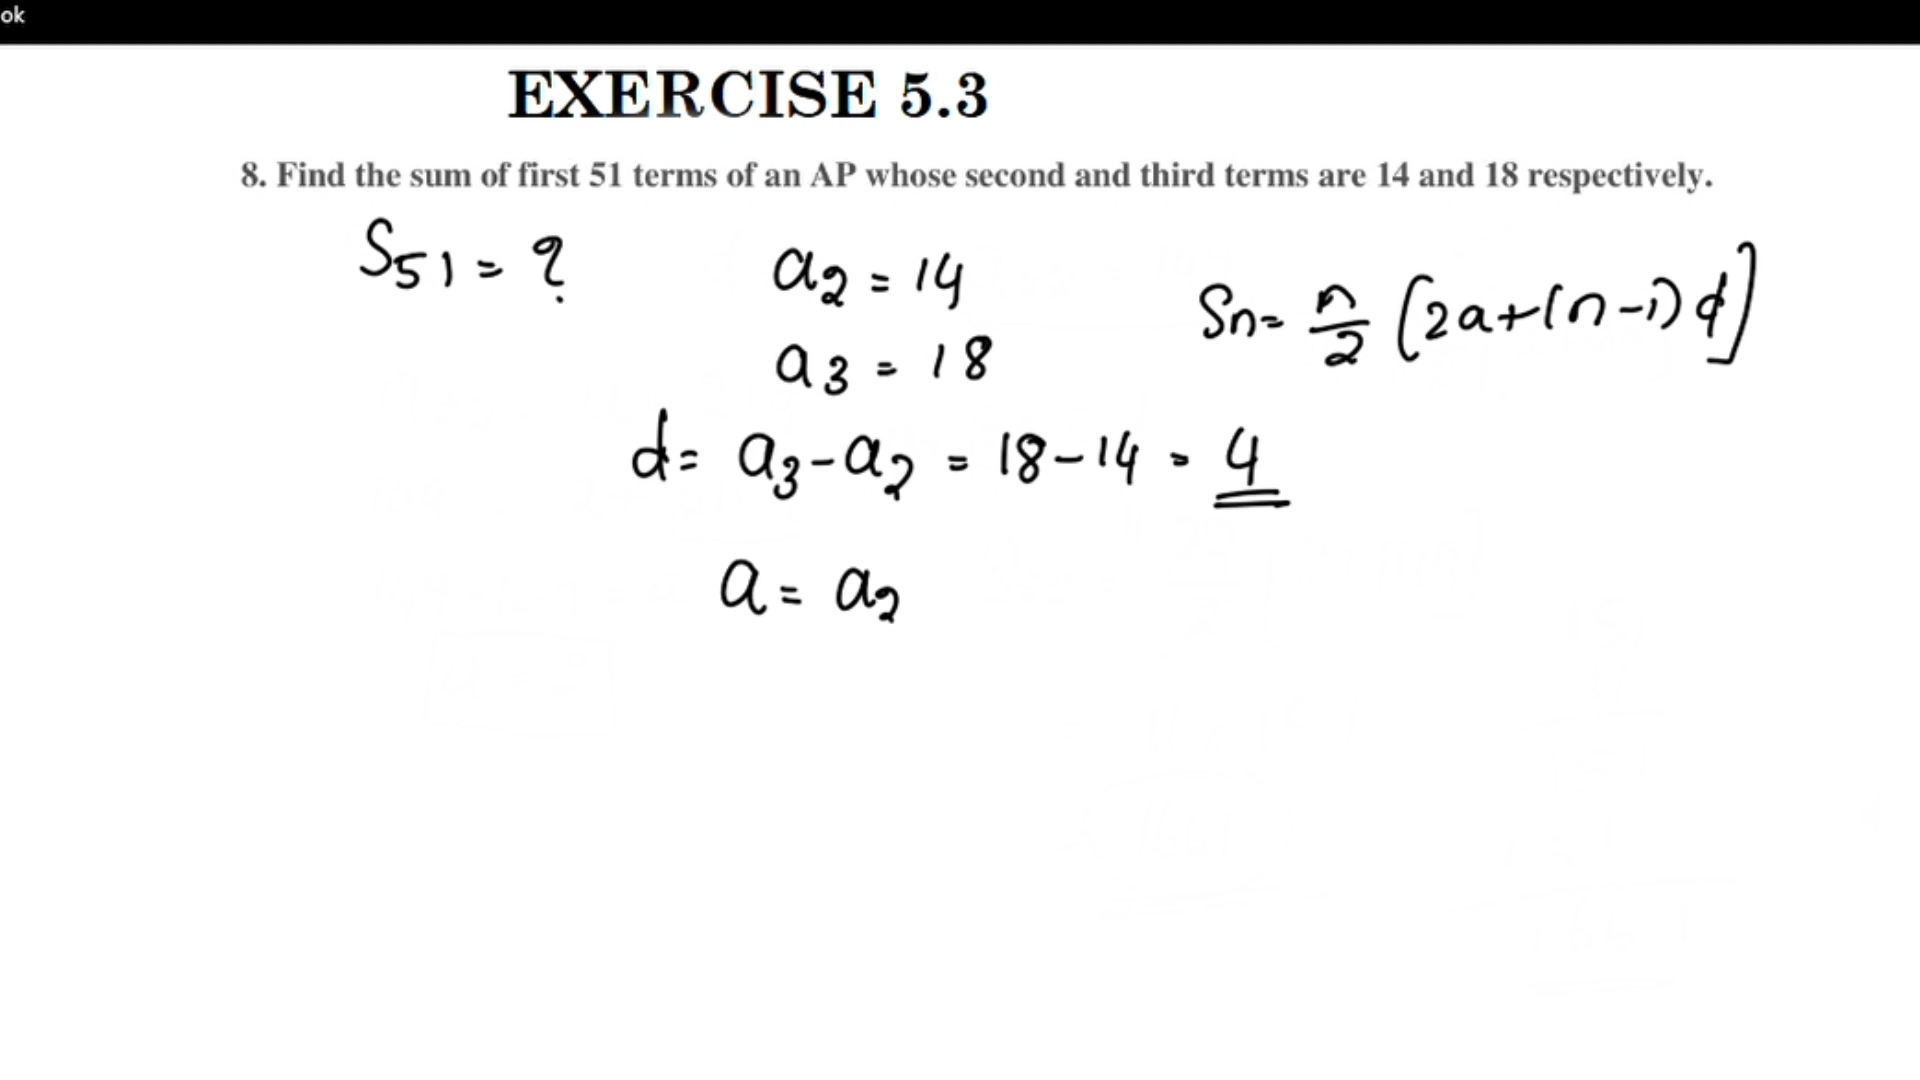 ok
EXERCISE 5.3
8. Find the sum of first 51 terms of an AP whose second and third terms are 14 and 18 respectively.
S₅₁ = ?
a₂ = 14
Sn = n/2 [2a+(n-1)d]
a₃ = 18
d = a₃-a₂ = 18-14 = 4
a = a₂